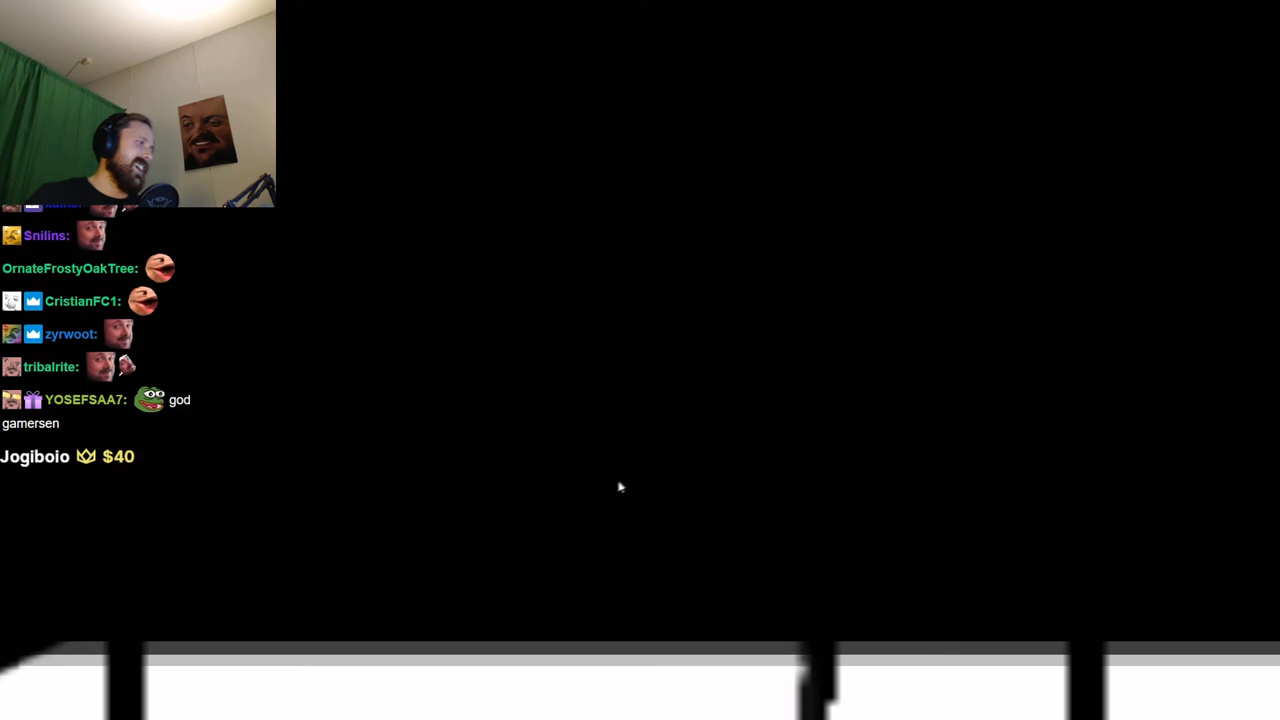 Snilins:
OrnateFrostyOakTree:
CristianFC1:
zyrwoot:
tribalrite:
YOSEFSAA7: god
gamersen
Jogiboio $40